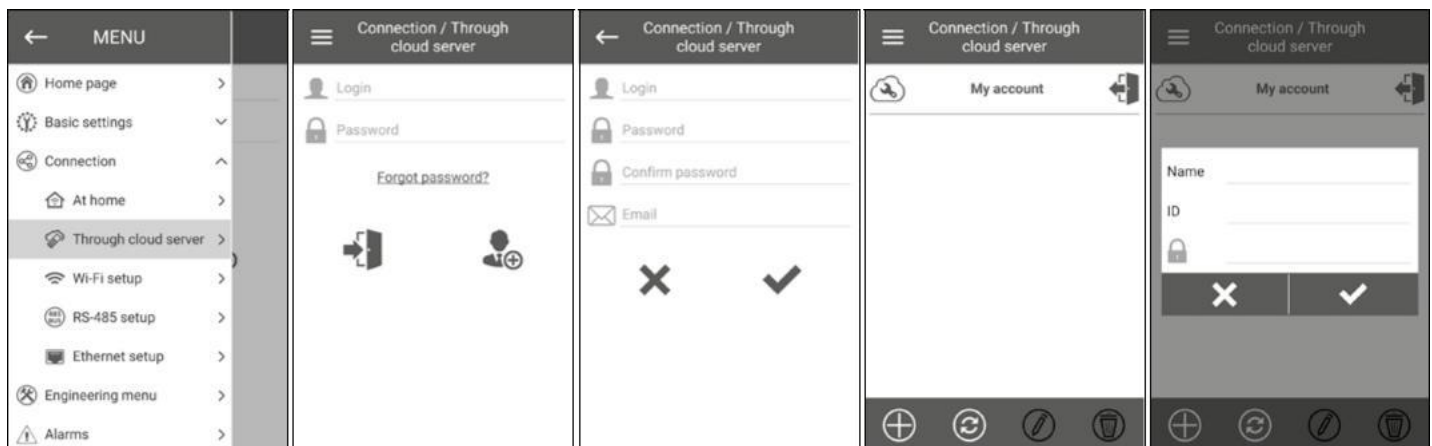 MENU
Home page
Basic settings
Connection
At home
Through cloud server
Wi-Fi setup
RS-485 setup
Ethernet setup
Engineering menu
Alarms
Connection / Through
cloud server
Login
Password
Forgot password?
Connection / Through
cloud server
Login
Password
Confirm password
Email
Connection / Through
cloud server
My account
Connection / Through
cloud server
My account
Name
ID